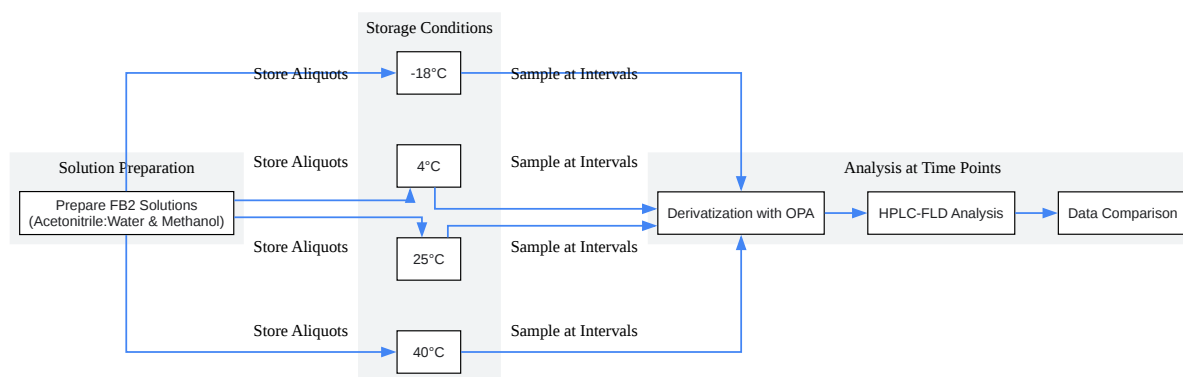 Storage Conditions
Store Aliquots
-18°C
Sample at Intervals
Solution Preparation
Store Aliquots
4°C
Sample at Intervals
Analysis at Time Points
Prepare FB2 Solutions
(Acetonitrile:Water & Methanol)
Derivatization with OPA
HPLC-FLD Analysis
Data Comparison
Store Aliquots
25°C
Sample at Intervals
Store Aliquots
40°C
Sample at Intervals